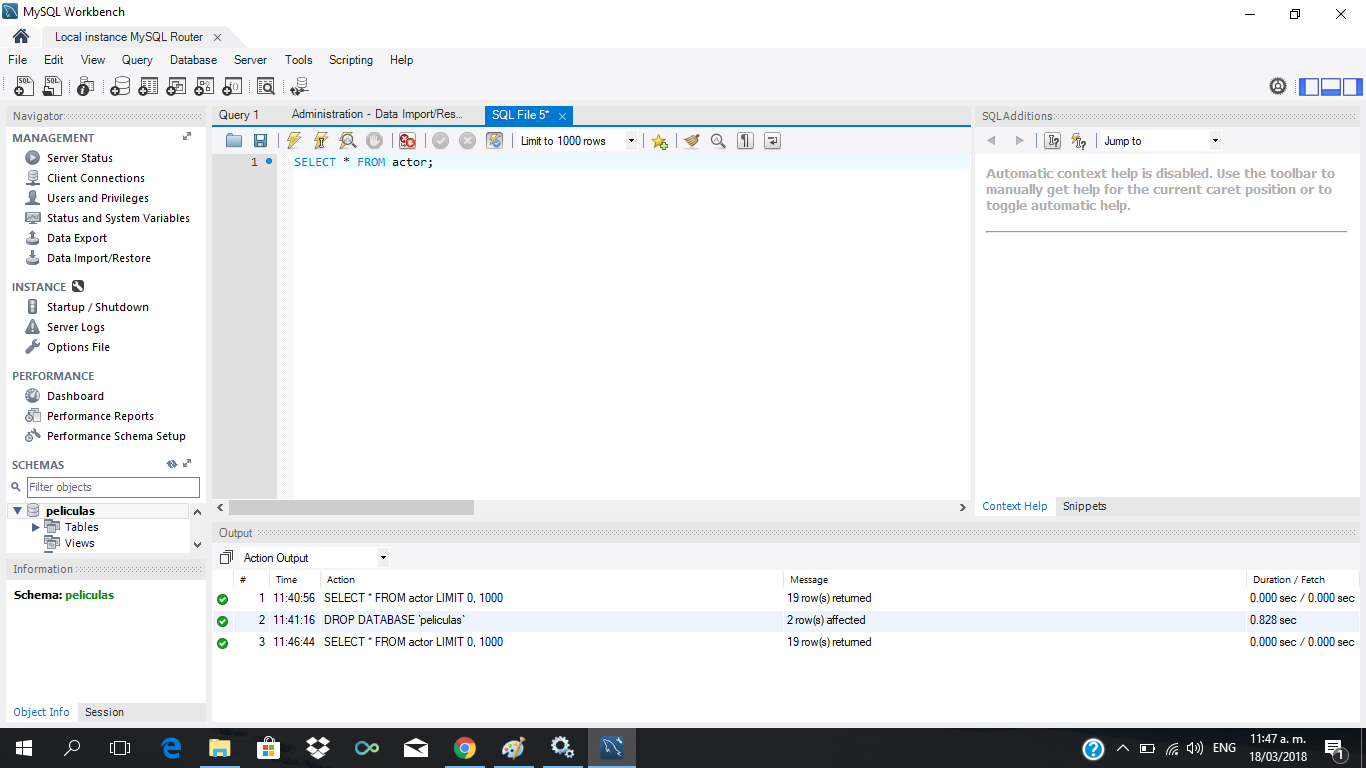 MySQL Workbench
Local instance MySQL Router
File Edit View Query Database Server Tools Scripting Help
Navigator
MANAGEMENT
Server Status
Client Connections
Users and Privileges
Status and System Variables
Data Export
Data Import/Restore
INSTANCE
Startup / Shutdown
Server Logs
Options File
PERFORMANCE
Dashboard
Performance Reports
Performance Schema Setup
SCHEMAS
Filter objects
peliculas
Tables
Views
Information
Schema: peliculas
Object Info Session
Query 1 Administration - Data Import/Res... SQL File 5*
Limit to 1000 rows
1 SELECT * FROM actor;
SQLAdditions
Jump to
Automatic context help is disabled. Use the toolbar to
manually get help for the current caret position or to
toggle automatic help.
Context Help Snippets
Output
Action Output
# Time Action Message Duration / Fetch
1 11:40:56 SELECT * FROM actor LIMIT 0, 1000 19 row(s) returned 0.000 sec / 0.000 sec
2 11:41:16 DROP DATABASE `peliculas` 2 row(s) affected 0.828 sec
3 11:46:44 SELECT * FROM actor LIMIT 0, 1000 19 row(s) returned 0.000 sec / 0.000 sec
ENG
11:47 a. m.
18/03/2018
1